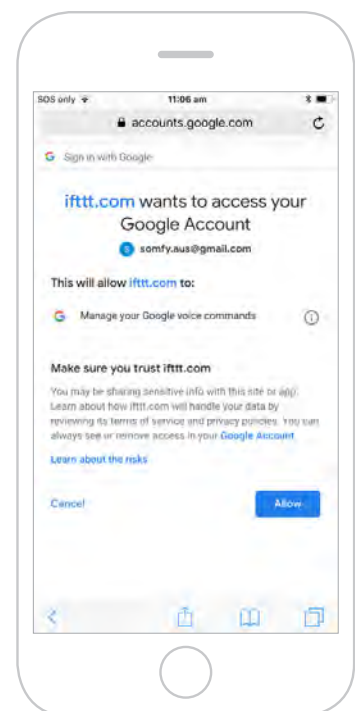 SOS only 11:06 am
accounts.google.com
G Sign in with Google
ifttt.com wants to access your
Google Account
S somfy.aus@gmail.com
This will allow ifttt.com to:
G Manage your Google voice commands
Make sure you trust ifttt.com
You may be sharing sensitive info with this site or app.
Learn about how ifttt.com will handle your data by
reviewing its terms of service and privacy policies. You can
always see or remove access in your Google Account.
Learn about the risks
Cancel Allow